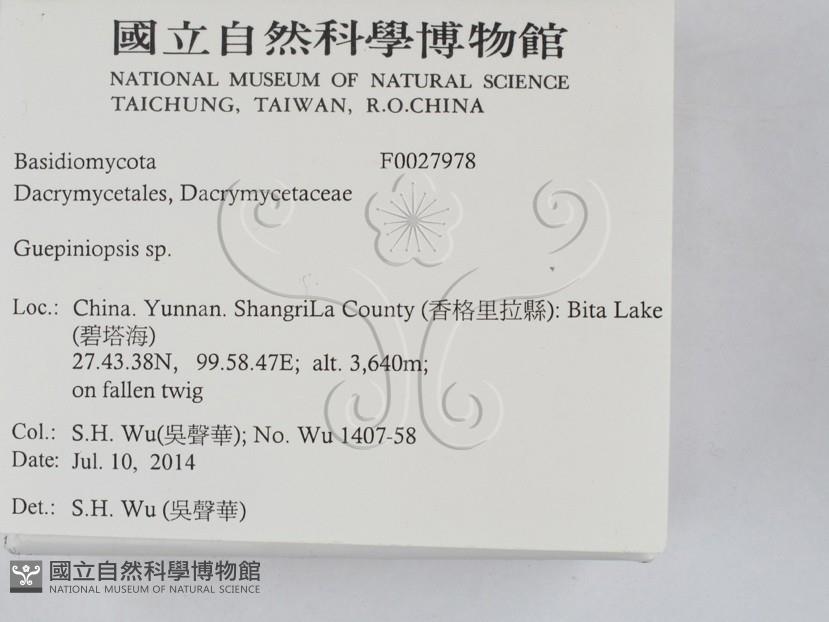 國立自然科學博物館
NATIONAL MUSEUM OF NATURAL SCIENCE
TAICHUNG, TAIWAN, R.O.CHINA
Basidiomycota F0027978
Dacrymycetales, Dacrymycetaceae
Guepiniopsis sp.
Loc.: China. Yunnan. ShangriLa County (香格里拉縣): Bita Lake
(碧塔海)
27.43.38N, 99.58.47E; alt. 3,640m;
on fallen twig
Col.: S.H. Wu(吳聲華); No. Wu 1407-58
Date: Jul. 10, 2014
Det.: S.H. Wu (吳聲華)
國立自然科學博物館
NATIONAL MUSEUM OF NATURAL SCIENCE